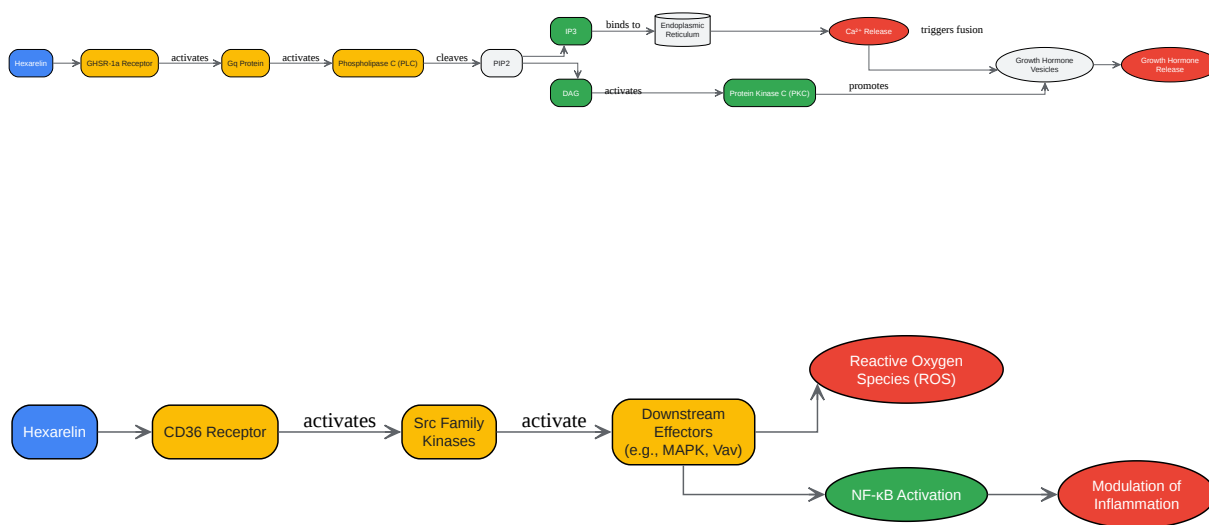 Hexarelin
GHSR-1a Receptor
activates
Gq Protein
activates
Phospholipase C (PLC)
cleaves
PIP2
IP3
binds to
Endoplasmic
Reticulum
Ca²⁺ Release
triggers fusion
DAG
activates
Protein Kinase C (PKC)
promotes
Growth Hormone
Vesicles
Growth Hormone
Release
Hexarelin
CD36 Receptor
activates
Src Family
Kinases
activate
Downstream
Effectors
(e.g., MAPK, Vav)
Reactive Oxygen
Species (ROS)
NF-κB Activation
Modulation of
Inflammation